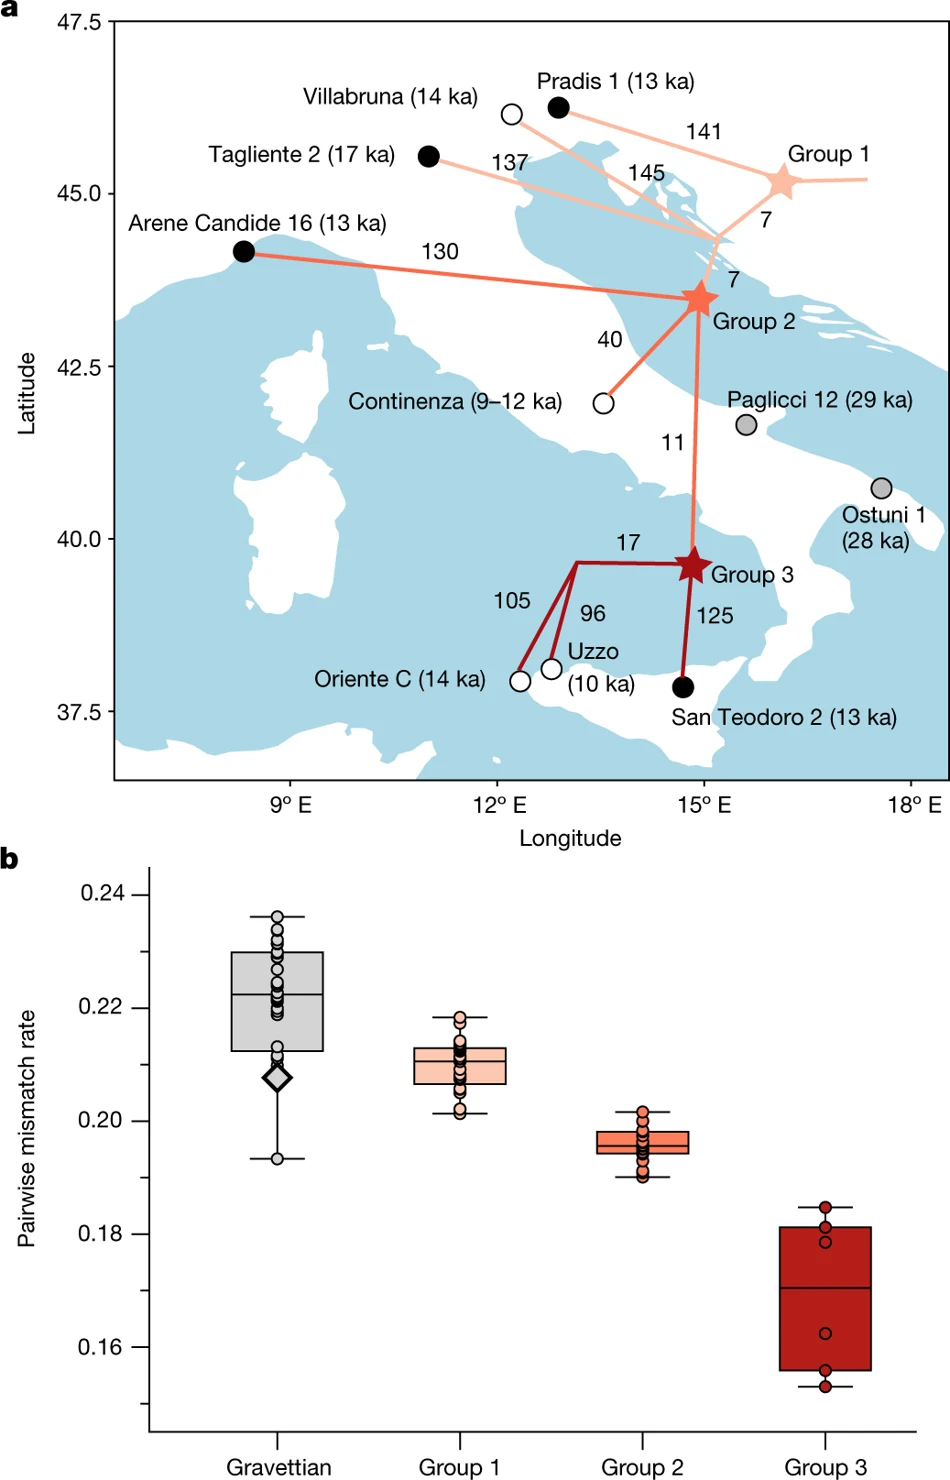 a
47.5
45.0
42.5
40.0
37.5
Latitude
Pradis 1 (13 ka)
Villabruna (14 ka)
141
Group 1
Tagliente 2 (17 ka)
137
145
7
Arene Candide 16 (13 ka)
130
7
Group 2
40
Continenza (9–12 ka)
Paglicci 12 (29 ka)
11
Ostuni 1
(28 ka)
17
Group 3
105
96
125
Uzzo
(10 ka)
Oriente C (14 ka)
San Teodoro 2 (13 ka)
9º E
12º E
15º E
18º E
Longitude
b
0.24
0.22
0.20
0.18
0.16
Pairwise mismatch rate
Gravettian
Group 1
Group 2
Group 3